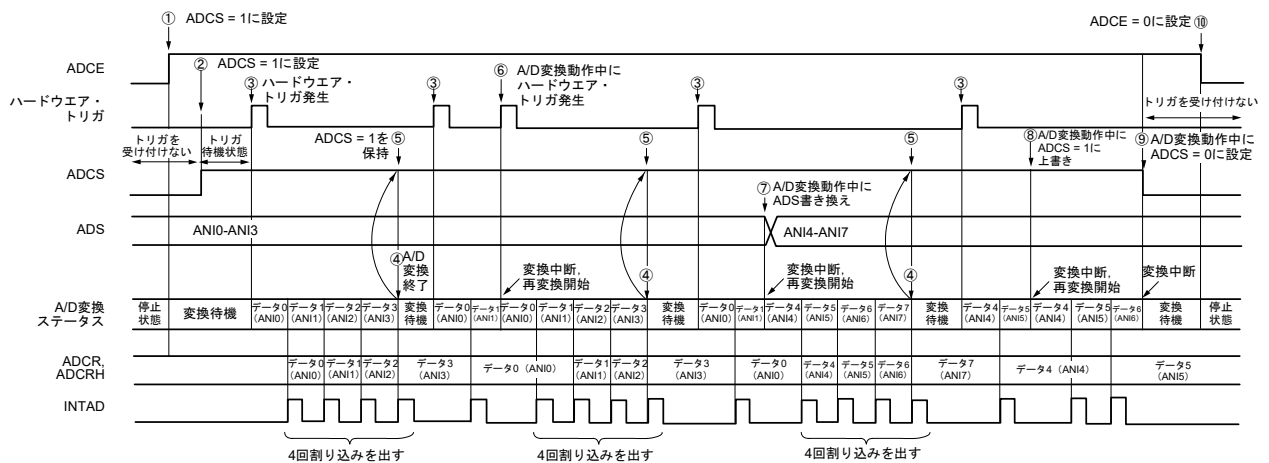 ① ADCS = 1に設定
ADCE = 0に設定 ⑩
ADCE
② ADCS = 1に設定
③ ハードウエア・
トリガ発生
③
⑥ A/D変換動作中に
ハードウエア・
トリガ発生
③
③
ハードウエア・
トリガ
トリガを受け付けない
トリガを
受け付けない
トリガ
待機状態
ADCS = 1を
保持
⑤
⑤
⑤
⑧ A/D変換動作中に
ADCS = 1に
上書き
⑨ A/D変換動作中に
ADCS = 0に設定
ADCS
⑦ A/D変換動作中に
ADS書き換え
ADS
ANI0-ANI3
ANI4-ANI7
④ A/D
変換
終了
変換中断,
再変換開始
④
変換中断,
再変換開始
④
変換中断,
再変換開始
変換中断
A/D変換
ステータス
停止
状態
変換待機
データ0
(ANI0)
データ1
(ANI1)
データ2
(ANI2)
データ3
(ANI3)
変換
待機
データ0
(ANI0)
データ1
(ANI1)
データ0
(ANI0)
データ1
(ANI1)
データ2
(ANI2)
データ3
(ANI3)
変換
待機
データ0
(ANI0)
データ1
(ANI1)
データ4
(ANI4)
データ5
(ANI5)
データ6
(ANI6)
データ7
(ANI7)
変換
待機
データ4
(ANI4)
データ5
(ANI5)
データ4
(ANI4)
データ5
(ANI5)
データ6
(ANI6)
変換
待機
停止
状態
ADCR,
ADCRH
データ0
(ANI0)
データ1
(ANI1)
データ2
(ANI2)
データ3
(ANI3)
データ0 (ANI0)
データ1
(ANI1)
データ2
(ANI2)
データ3
(ANI3)
データ0
(ANI0)
データ4
(ANI4)
データ5
(ANI5)
データ6
(ANI6)
データ7
(ANI7)
データ4 (ANI4)
データ5
(ANI5)
INTAD
4回割り込みを出す
4回割り込みを出す
4回割り込みを出す